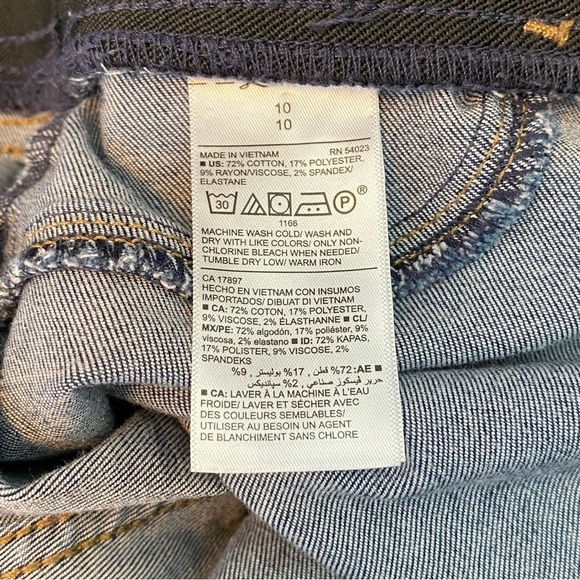 10
10
MADE IN VIETNAM RN 54023
■ US: 72% COTTON, 17% POLYESTER,
9% RAYON/VISCOSE, 2% SPANDEX/
ELASTANE
30 P ®
1166
MACHINE WASH COLD/ WASH AND
DRY WITH LIKE COLORS/ ONLY NON-
CHLORINE BLEACH WHEN NEEDED/
TUMBLE DRY LOW/ WARM IRON
CA 17897
HECHO EN VIETNAM CON INSUMOS
IMPORTADOS/ DIBUAT DI VIETNAM
■ CA: 72% COTON, 17% POLYESTER,
9% VISCOSE, 2% ÉLASTHANNE ■ CL/
MX/PE: 72% algodón, 17% poliéster, 9%
viscosa, 2% elastano ■ ID: 72% KAPAS,
17% POLISTER, 9% VISCOSE, 2%
SPANDEKS
■ AE: 72% قطن, 17% بوليستر, 9%
حرير فيسكوز صناعي, 2% سپاندیکس
■ CA: LAVER À LA MACHINE À L'EAU
FROIDE/ LAVER ET SÉCHER AVEC
DES COULEURS SEMBLABLES/
UTILISER AU BESOIN UN AGENT
DE BLANCHIMENT SANS CHLORE